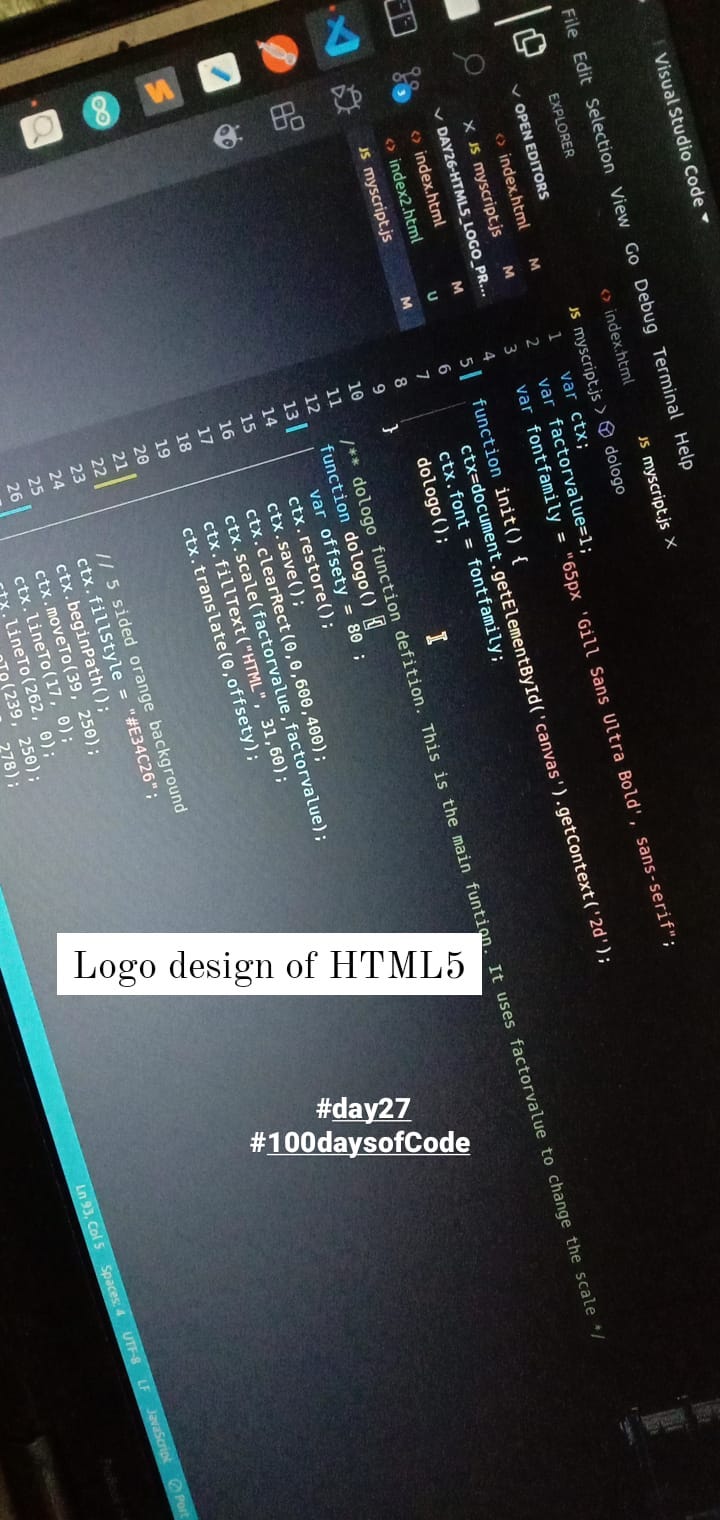 Visual Studio Code
File Edit Selection View Go Debug Terminal Help
EXPLORER
OPEN EDITORS
index.html M
JS myscript.js M
DAY26-HTML5_LOGO_PR...
index.html M
index2.html U
JS myscript.js M
index.html
JS myscript.js X
JS myscript.js > dologo
1 var ctx;
2 var factorvalue=1;
3 var fontfamily = "65px 'Gill Sans Ultra Bold', sans-serif";
4
5 function init() {
6 ctx=document.getElementById('canvas').getContext('2d');
7 ctx.font = fontfamily;
8 dologo();
9 }
10
11 /** dologo function defition. This is the main funtion. It uses factorvalue to change the scale */
12 function dologo() {
13 var offsety = 80 ;
14 ctx.restore();
15 ctx.save();
16 ctx.clearRect(0,0,600,400);
17 ctx.scale(factorvalue,factorvalue);
18 ctx.fillText("HTML", 31,60);
19 ctx.translate(0,offsety);
20
21 // 5 sided orange background
22 ctx.fillStyle = "#E34C26";
23 ctx.beginPath();
24 ctx.moveTo(39, 250);
25 ctx.lineTo(17, 0);
26 ctx.lineTo(262, 0);
ctx.lineTo(239, 250);
278);
Logo design of HTML5
#day27
#100daysofCode
3
Ln 93, Col 5 Spaces: 4 UTF-8 LF JavaScript Port